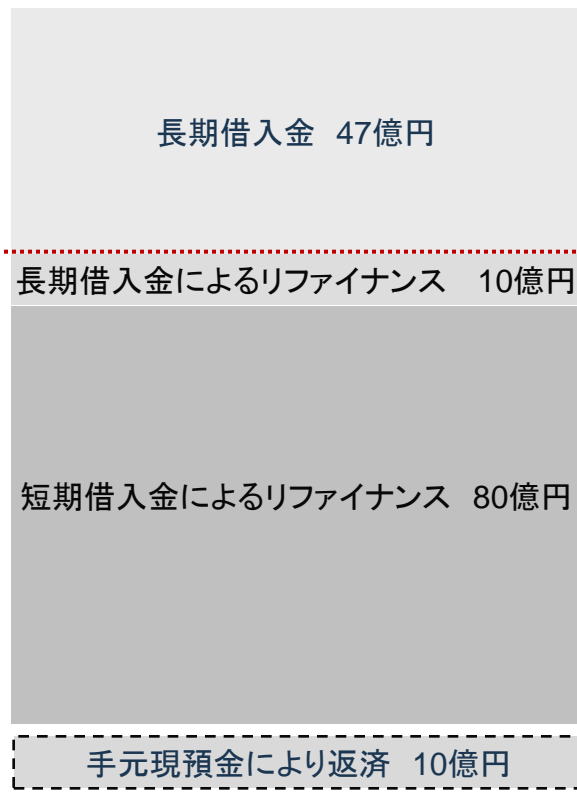 長期借入金　47億円
長期借入金によるリファイナンス　10億円
短期借入金によるリファイナンス　80億円
手元現預金により返済　10億円